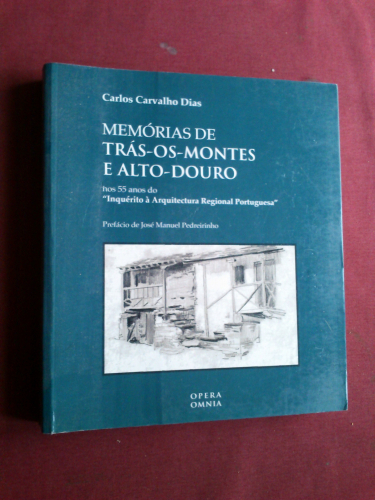 Carlos Carvalho Dias
MEMÓRIAS DE
TRÁS-OS-MONTES
E ALTO-DOURO
nos 55 anos do
"Inquérito à Arquitectura Regional Portuguesa"
Prefácio de José Manuel Pedreirinho
OPERA
OMNIA